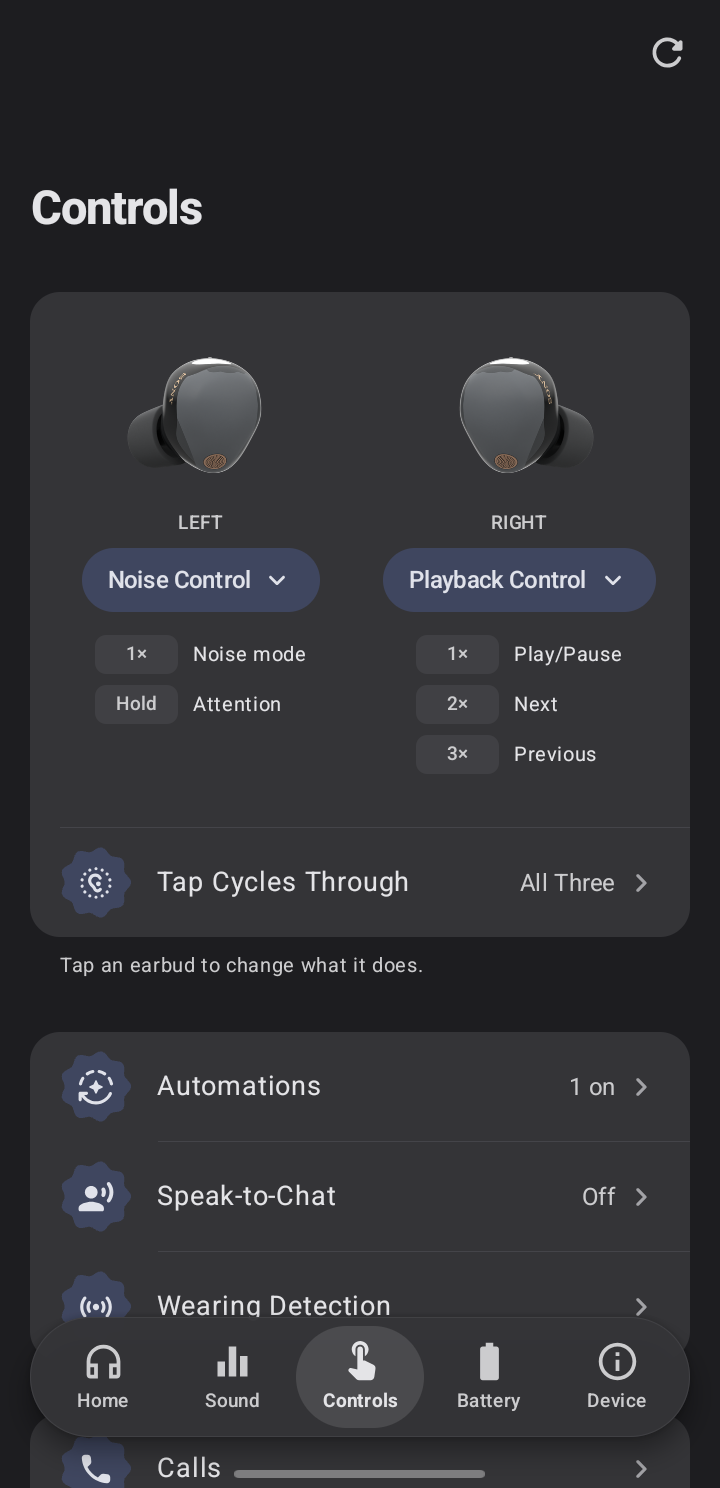 Controls
SONY
SONY
LEFT
RIGHT
Noise Control
Playback Control
1× Noise mode
1× Play/Pause
Hold Attention
2× Next
3× Previous
Tap Cycles Through All Three
Tap an earbud to change what it does.
Automations 1 on
Speak-to-Chat Off
Wearing Detection
Home
Sound
Controls
Battery
Device
Calls